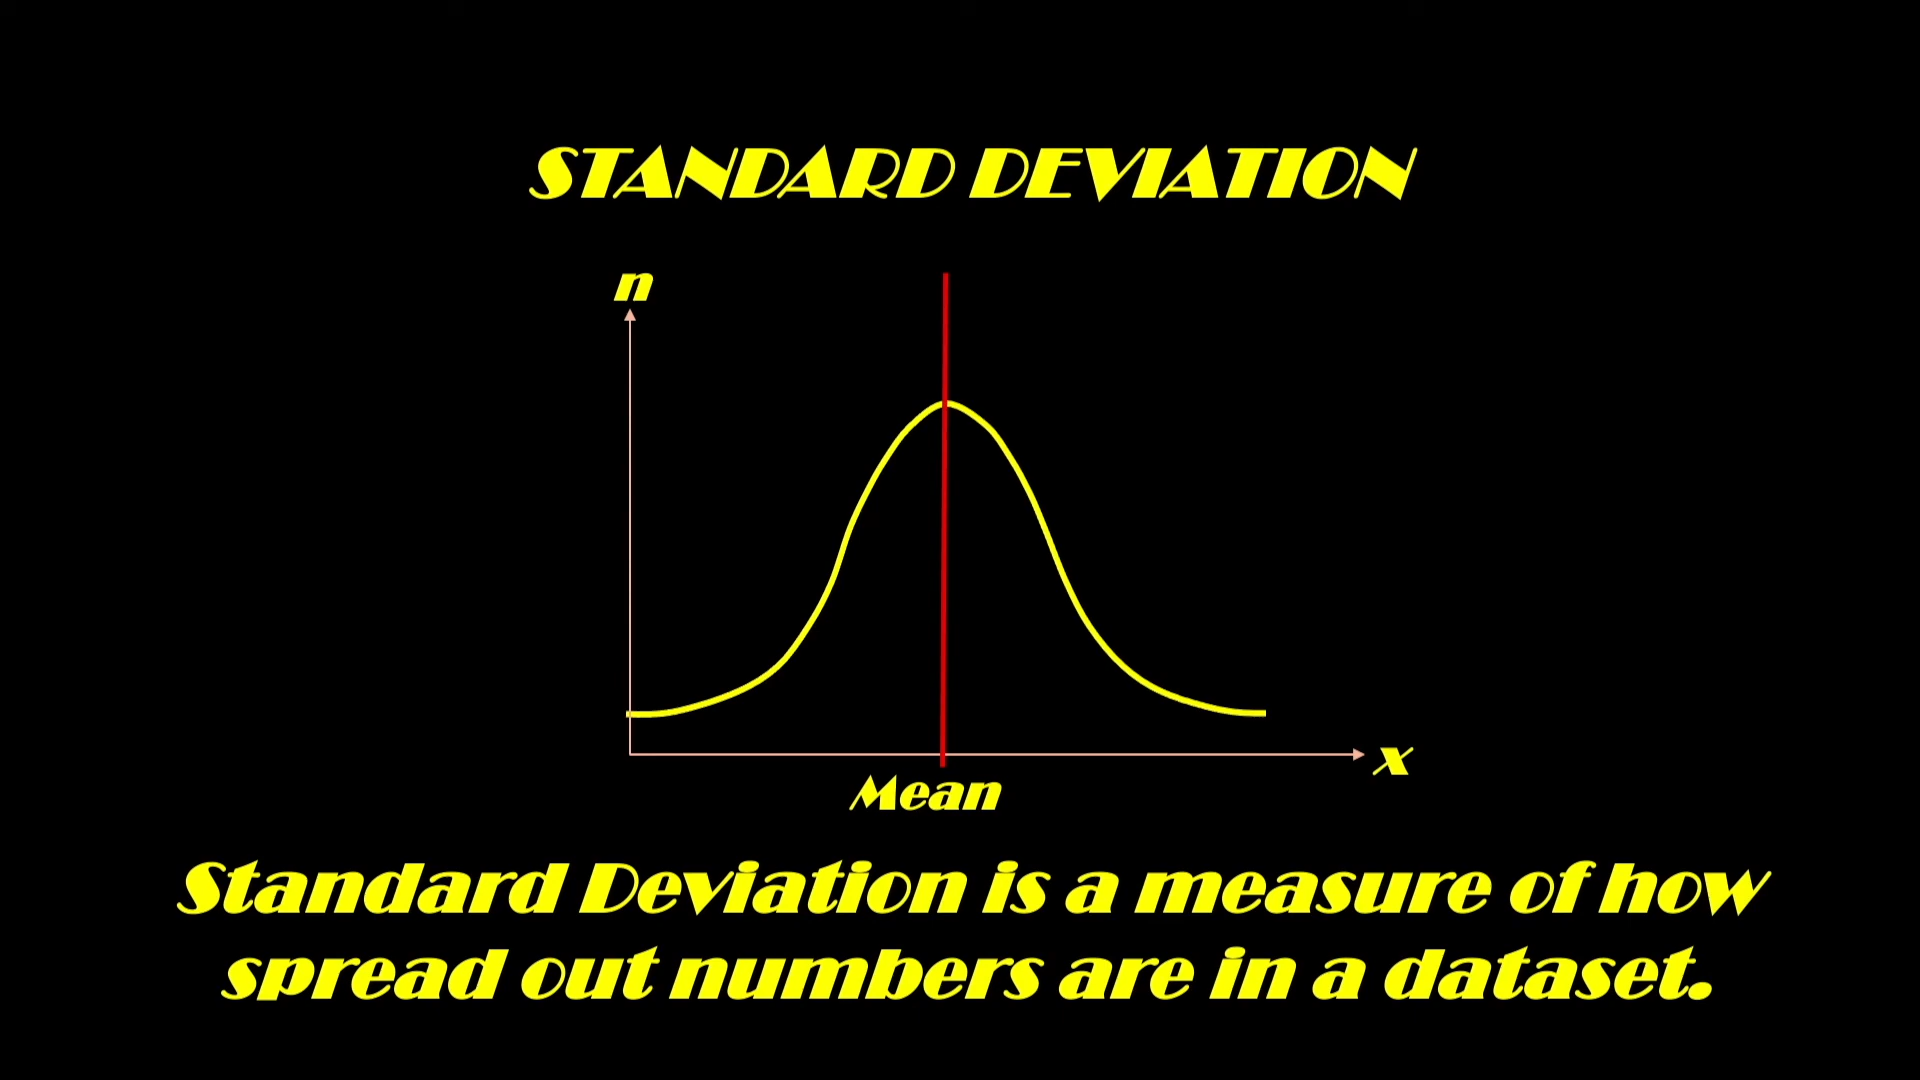 STANDARD DEVIATION
n
x
Mean
Standard Deviation is a measure of how
spread out numbers are in a dataset.